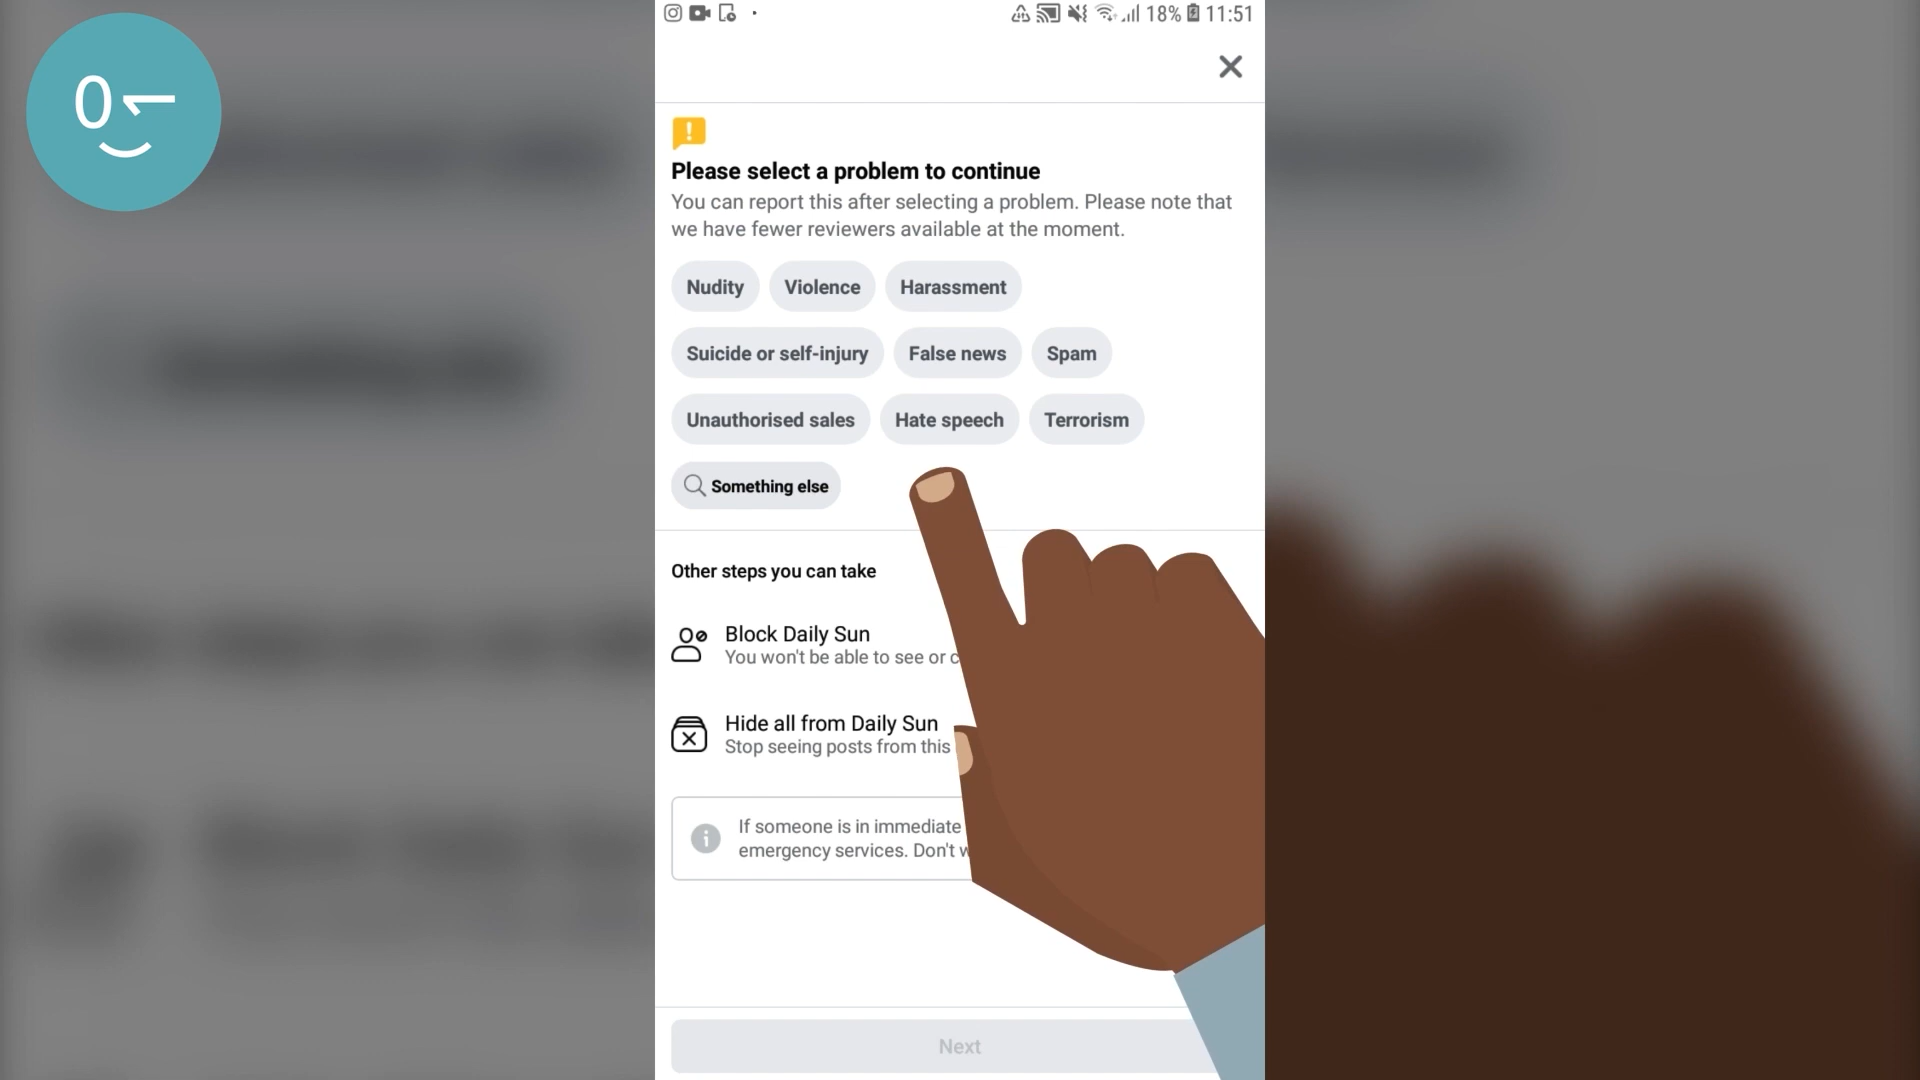 01
18% 11:51
Please select a problem to continue
You can report this after selecting a problem. Please note that
we have fewer reviewers available at the moment.
Nudity Violence Harassment
Suicide or self-injury False news Spam
Unauthorised sales Hate speech Terrorism
Something else
Other steps you can take
Block Daily Sun
You won't be able to see or
Hide all from Daily Sun
Stop seeing posts from this
If someone is in immediate
emergency services. Don't
Next